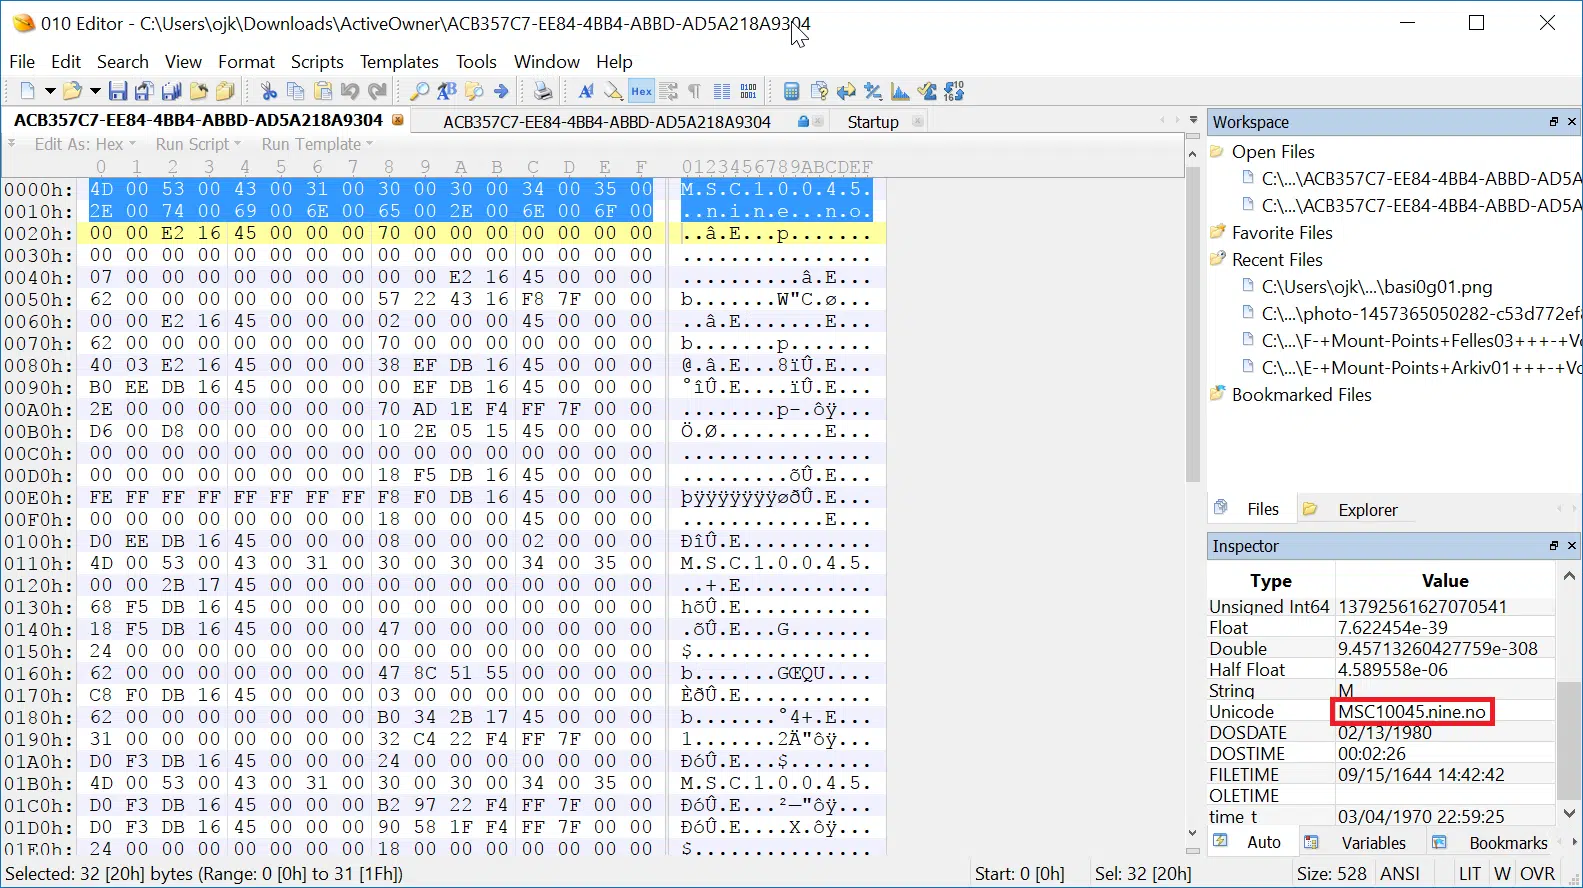 010 Editor - C:\Users\ojk\Downloads\ActiveOwner\ACB357C7-EE84-4BB4-ABBD-AD5A218A9304
File Edit Search View Format Scripts Templates Tools Window Help
Hex
ACB357C7-EE84-4BB4-ABBD-AD5A218A9304 ACB357C7-EE84-4BB4-ABBD-AD5A218A9304 Startup
Edit As: Hex Run Script Run Template
0 1 2 3 4 5 6 7 8 9 A B C D E F 0123456789ABCDEF
0000h: 4D 00 53 00 43 00 31 00 30 00 30 00 34 00 35 00 M.S.C.1.0.0.4.5.
0010h: 2E 00 74 00 69 00 6E 00 65 00 2E 00 6E 00 6F 00 ..n.i.n.e...n.o.
0020h: 00 00 E2 16 45 00 00 00 70 00 00 00 00 00 00 00 ..â.E...p.......
0030h: 00 00 00 00 00 00 00 00 00 00 00 00 00 00 00 00 ................
0040h: 07 00 00 00 00 00 00 00 00 00 E2 16 45 00 00 00 ..........â.E...
0050h: 62 00 00 00 00 00 00 00 57 22 43 16 F8 7F 00 00 b.......W"C.ø...
0060h: 00 00 E2 16 45 00 00 00 02 00 00 00 45 00 00 00 ..â.E.......E...
0070h: 62 00 00 00 00 00 00 00 70 00 00 00 00 00 00 00 b.......p.......
0080h: 40 03 E2 16 45 00 00 00 38 EF DB 16 45 00 00 00 @.â.E...8ïÛ.E...
0090h: B0 EE DB 16 45 00 00 00 00 EF DB 16 45 00 00 00 °îÛ.E....ïÛ.E...
00A0h: 2E 00 00 00 00 00 00 00 70 AD 1E F4 FF 7F 00 00 ........p-.ôÿ...
00B0h: D6 00 D8 00 00 00 00 00 10 2E 05 15 45 00 00 00 Ö.Ø.........E...
00C0h: 00 00 00 00 00 00 00 00 00 00 00 00 00 00 00 00 ................
00D0h: 00 00 00 00 00 00 00 00 18 F5 DB 16 45 00 00 00 .........õÛ.E...
00E0h: FE FF FF FF FF FF FF FF F8 F0 DB 16 45 00 00 00 þÿÿÿÿÿÿÿøðÛ.E...
00F0h: 00 00 00 00 00 00 00 00 18 00 00 00 45 00 00 00 ............E...
0100h: D0 EE DB 16 45 00 00 00 08 00 00 00 02 00 00 00 ÐîÛ.E...........
0110h: 4D 00 53 00 43 00 31 00 30 00 30 00 34 00 35 00 M.S.C.1.0.0.4.5.
0120h: 00 00 2B 17 45 00 00 00 00 00 00 00 00 00 00 00 ..+.E...........
0130h: 68 F5 DB 16 45 00 00 00 00 00 00 00 00 00 00 00 hõÛ.E...........
0140h: 18 F5 DB 16 45 00 00 00 47 00 00 00 00 00 00 00 .õÛ.E...G.......
0150h: 24 00 00 00 00 00 00 00 00 00 00 00 00 00 00 00 $...............
0160h: 62 00 00 00 00 00 00 00 47 8C 51 55 00 00 00 00 b.......GŒQU....
0170h: C8 F0 DB 16 45 00 00 00 03 00 00 00 00 00 00 00 ÈðÛ.E...........
0180h: 62 00 00 00 00 00 00 00 B0 34 2B 17 45 00 00 00 b.......°4+.E...
0190h: 31 00 00 00 00 00 00 00 32 C4 22 F4 FF 7F 00 00 1.......2Ä"ôÿ...
01A0h: D0 F3 DB 16 45 00 00 00 24 00 00 00 00 00 00 00 ÐóÛ.E...$.......
01B0h: 4D 00 53 00 43 00 31 00 30 00 30 00 34 00 35 00 M.S.C.1.0.0.4.5.
01C0h: D0 F3 DB 16 45 00 00 00 B2 97 22 F4 FF 7F 00 00 ÐóÛ.E...²—"ôÿ...
01D0h: D0 F3 DB 16 45 00 00 00 90 58 1F F4 FF 7F 00 00 ÐóÛ.E....X.ôÿ...
01E0h: 24 00 00 00 00 00 00 00 18 00 00 00 00 00 00 00 $...............
Workspace
Open Files
C:\...\ACB357C7-EE84-4BB4-ABBD-AD5A
C:\...\ACB357C7-EE84-4BB4-ABBD-AD5A
Favorite Files
Recent Files
C:\Users\ojk\...\basi0g01.png
C:\...\photo-1457365050282-c53d772ef
C:\...\F-+Mount-Points+Felles03+++-+Vo
C:\...\E-+Mount-Points+Arkiv01+++-+Vo
Bookmarked Files
Files Explorer
Inspector
Type Value
Unsigned Int64 13792561627070541
Float 7.622454e-39
Double 9.45713260427759e-308
Half Float 4.589558e-06
String M
Unicode MSC10045.nine.no
DOSDATE 02/13/1980
DOSTIME 00:02:26
FILETIME 09/15/1644 14:42:42
OLETIME
time_t 03/04/1970 22:59:25
Auto Variables Bookmarks
Selected: 32 [20h] bytes (Range: 0 [0h] to 31 [1Fh]) Start: 0 [0h] Sel: 32 [20h] Size: 528 ANSI LIT W OVR